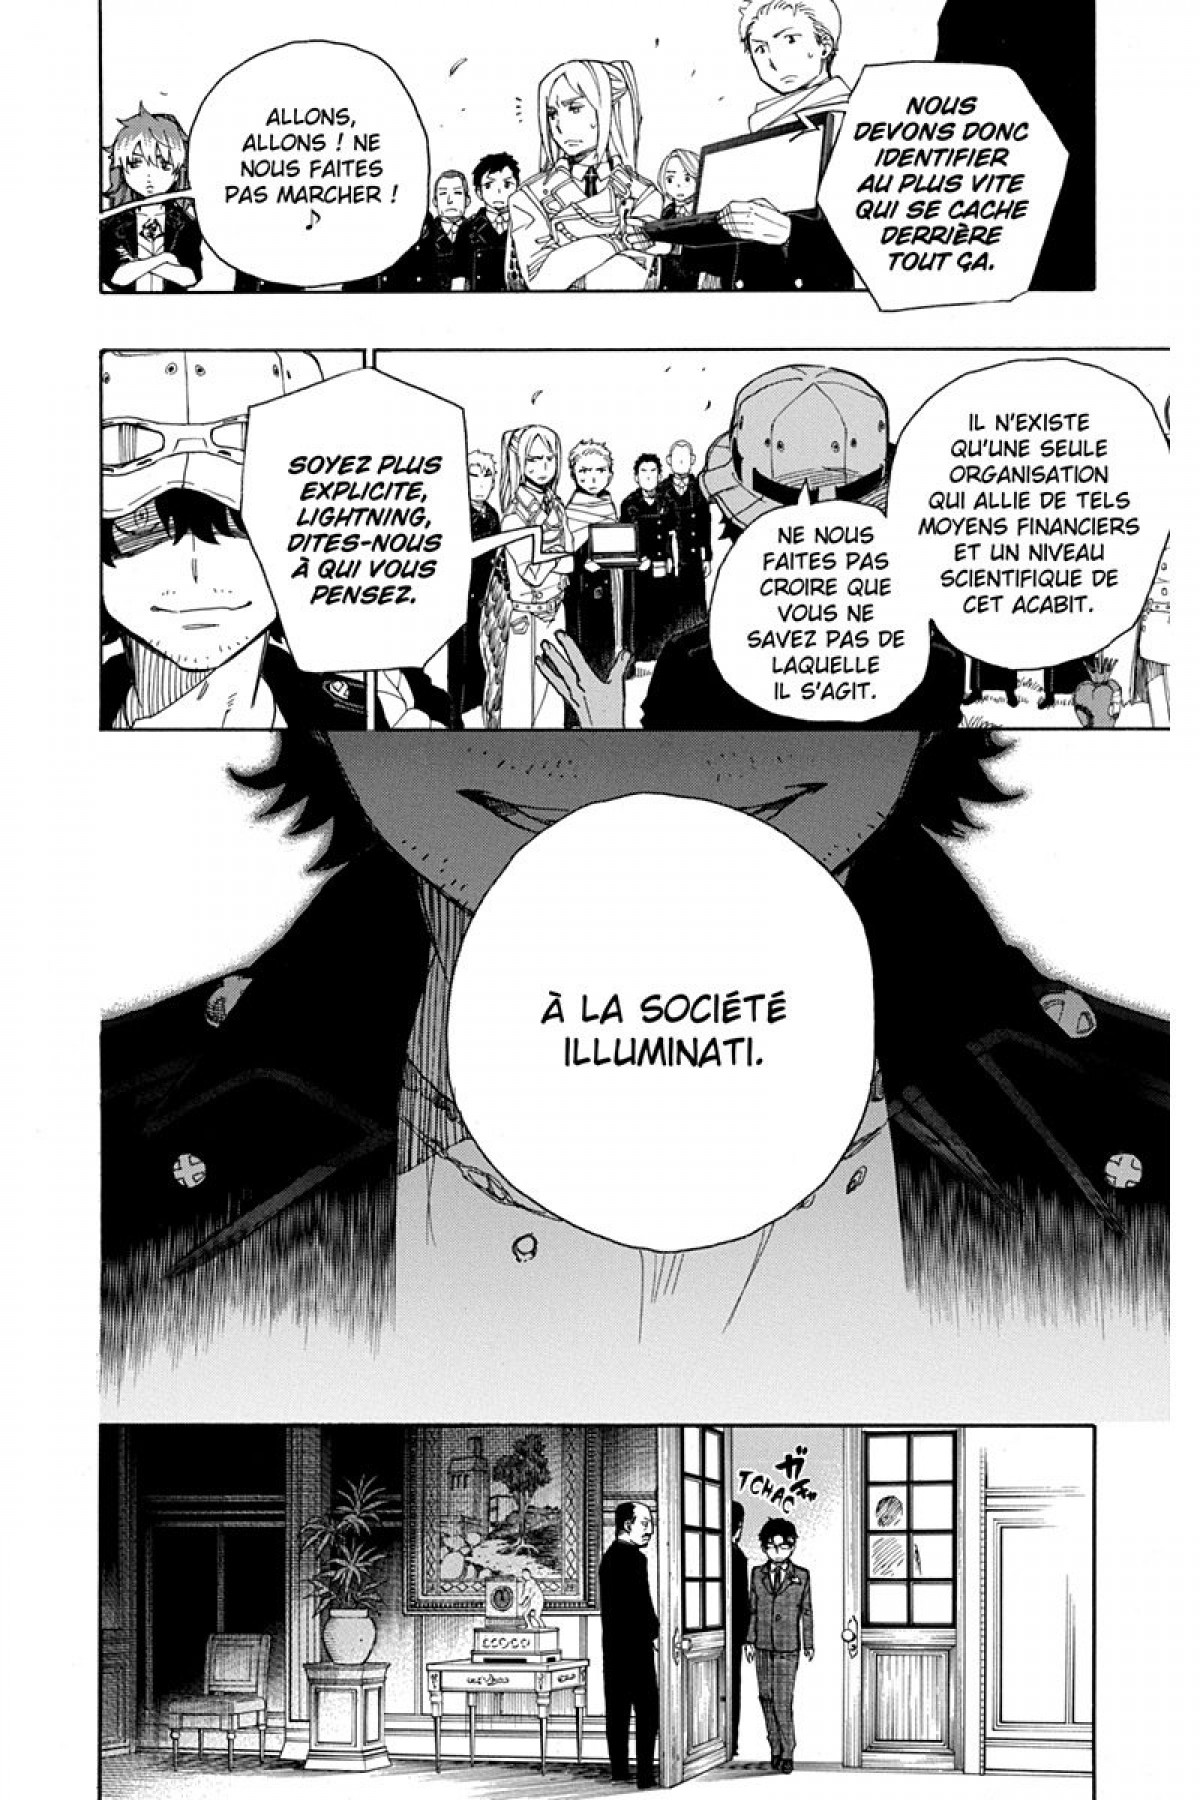 NOUS
DEVONS DONC
IDENTIFIER
AU PLUS VITE
QUI SE CACHE
DERRIÈRE
TOUT ÇA.
ALLONS,
ALLONS ! NE
NOUS FAITES
PAS MARCHER !
♪
IL N'EXISTE
QU'UNE SEULE
ORGANISATION
QUI ALLIE DE TELS
MOYENS FINANCIERS
ET UN NIVEAU
SCIENTIFIQUE DE
CET ACABIT.
NE NOUS
FAITES PAS
CROIRE QUE
VOUS NE
SAVEZ PAS DE
LAQUELLE
IL S'AGIT.
SOYEZ PLUS
EXPLICITE,
LIGHTNING,
DITES-NOUS
À QUI VOUS
PENSEZ.
À LA SOCIÉTÉ
ILLUMINATI.
TCHAC